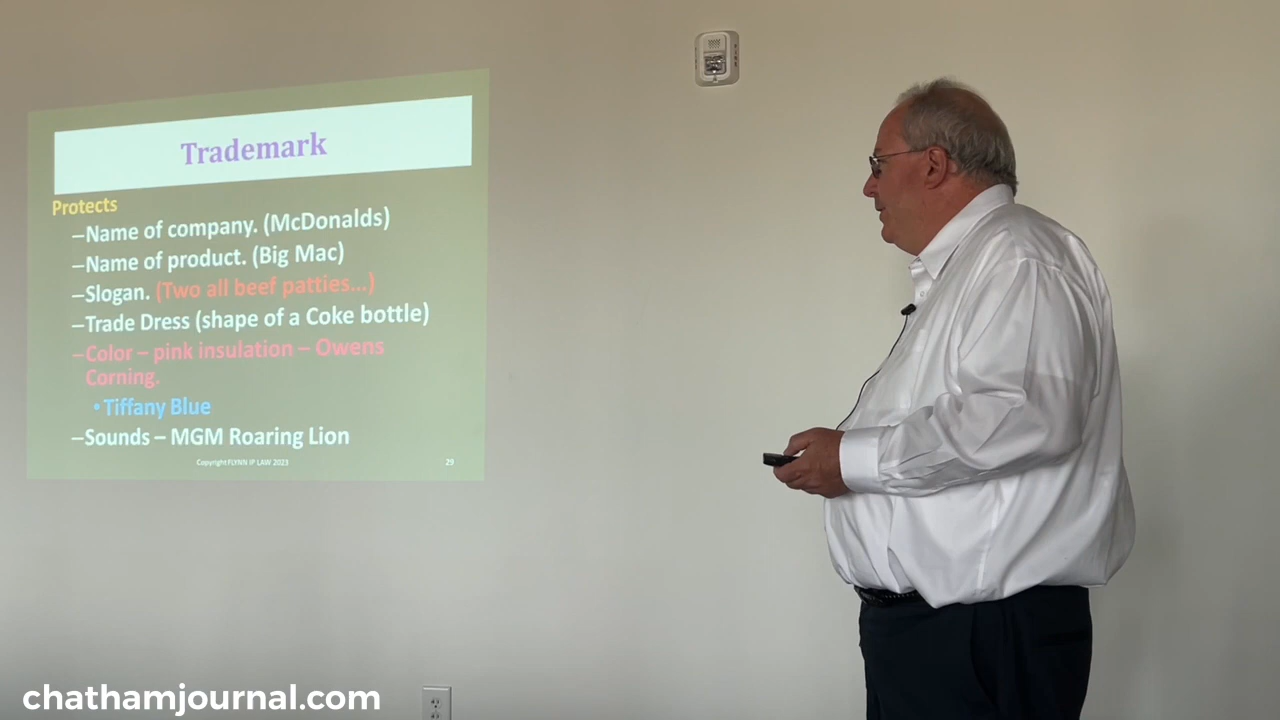 Trademark
Protects
–Name of company. (McDonalds)
–Name of product. (Big Mac)
–Slogan. (Two all beef patties...)
–Trade Dress (shape of a Coke bottle)
–Color – pink insulation – Owens
Corning.
• Tiffany Blue
–Sounds – MGM Roaring Lion
Copyright FLYNN IP LAW 2023
29
chathamjournal.com